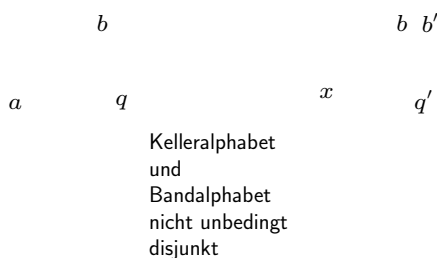 b b b′
a q x q′
Kelleralphabet
und
Bandalphabet
nicht unbedingt
disjunkt